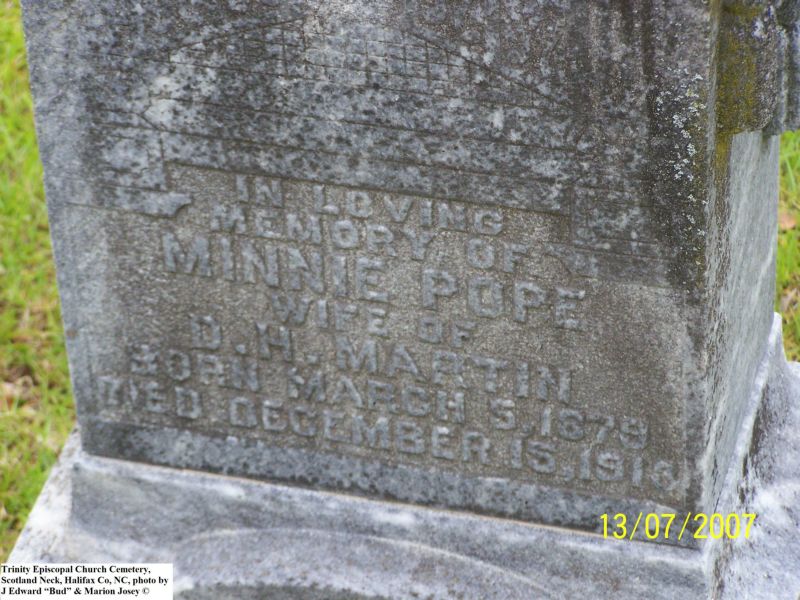 IN LOVING
MEMORY OF
MINNIE POPE
WIFE OF
D.H. MARTIN
BORN MARCH 5, 1879
DIED DECEMBER 15,
13/07/2007
Trinity Episcopal Church Cemetery,
Scotland Neck, Halifax Co, NC, photo by
J Edward “Bud” & Marion Josey ©